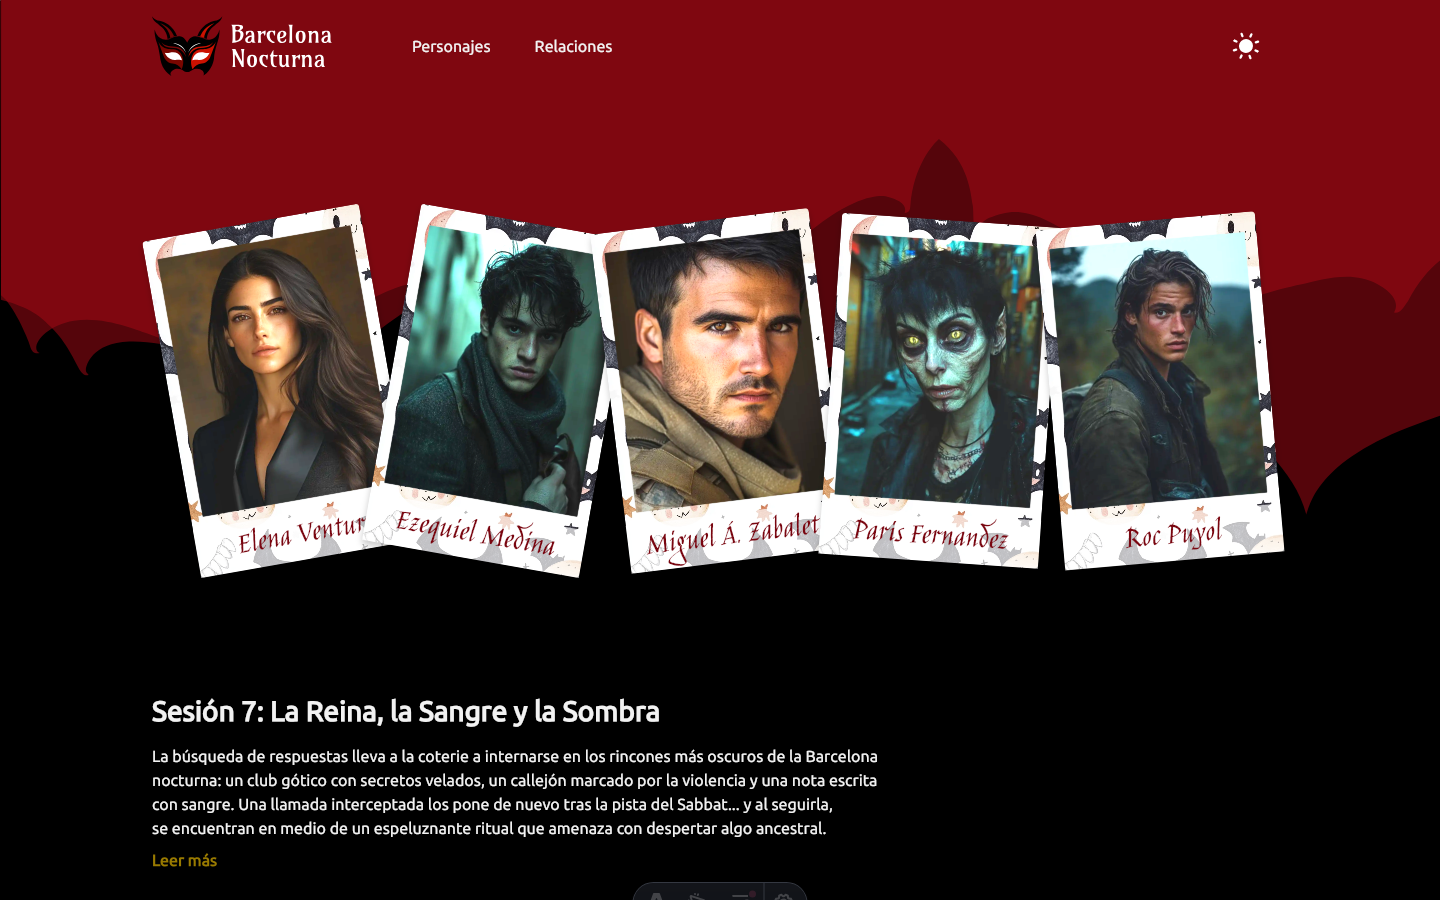 Barcelona
Nocturna
Personajes
Relaciones
Elena Ventur
Ezequiel Medina
Miguel Á. Zabalet
París Fernandez
Roc Puyol
Sesión 7: La Reina, la Sangre y la Sombra
La búsqueda de respuestas lleva a la coterie a internarse en los rincones más oscuros de la Barcelona
nocturna: un club gótico con secretos velados, un callejón marcado por la violencia y una nota escrita
con sangre. Una llamada interceptada los pone de nuevo tras la pista del Sabbat... y al seguirla,
se encuentran en medio de un espeluznante ritual que amenaza con despertar algo ancestral.
Leer más